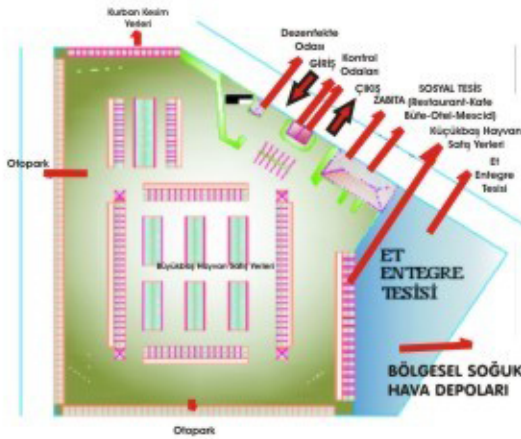 Kurban Kesim
Yerleri
Dezenfekte
Odası
GİRİŞ
Kontrol
Odaları
ÇIKIŞ
ZABITA
SOSYAL TESİS
(Restaurant-Kafe
Büfe-Otel-Mescid)
Küçükbaş Hayvan
Satış Yerleri
Et
Entegre
Tesisi
Otopark
Büyükbaş Hayvan Satış Yerleri
ET
ENTEGRE
TESİSİ
BÖLGESEL SOĞUK
HAVA DEPOLARI
Otopark